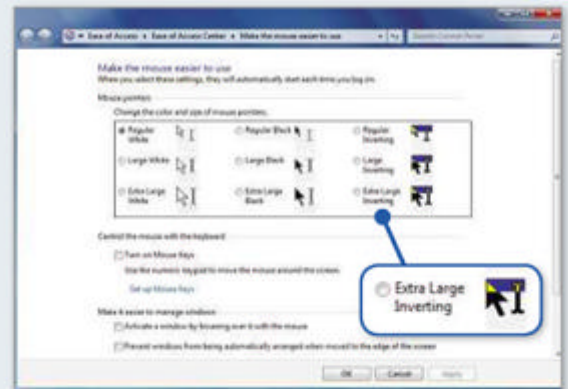 Ease of Access ▸ Ease of Access Center ▸ Make the mouse easier to use
Search Control Panel
Make the mouse easier to use
When you select these settings, they will automatically start each time you log on.
Mouse pointers
Change the color and size of mouse pointers.
Regular White
Regular Black
Regular Inverting
Large White
Large Black
Large Inverting
Extra Large White
Extra Large Black
Extra Large Inverting
Control the mouse with the keyboard
Turn on Mouse Keys
Use the numeric keypad to move the mouse around the screen.
Set up Mouse Keys
Extra Large
Inverting
Make it easier to manage windows
Activate a window by hovering over it with the mouse
Prevent windows from being automatically arranged when moved to the edge of the screen
OK Cancel Apply